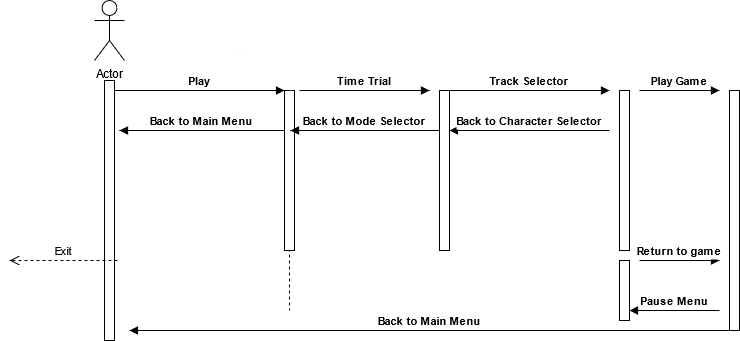 Actor
Play
Time Trial
Track Selector
Play Game
Back to Main Menu
Back to Mode Selector
Back to Character Selector
Exit
Return to game
Pause Menu
Back to Main Menu